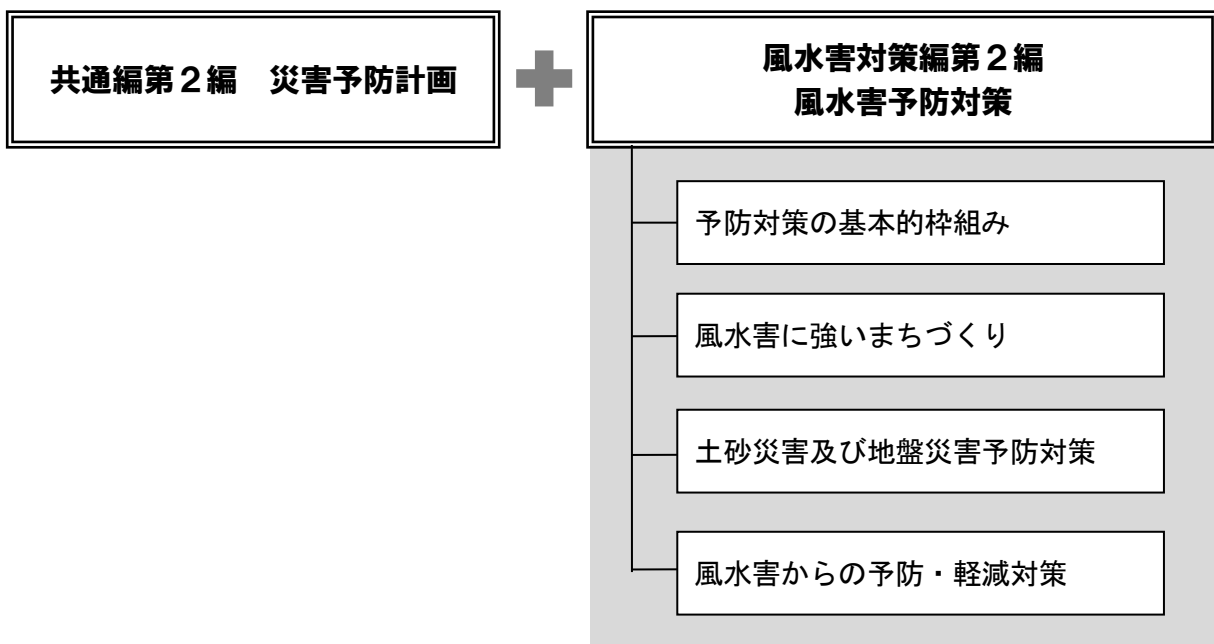 共通編第２編　災害予防計画
風水害対策編第２編
風水害予防対策
予防対策の基本的枠組み
風水害に強いまちづくり
土砂災害及び地盤災害予防対策
風水害からの予防・軽減対策